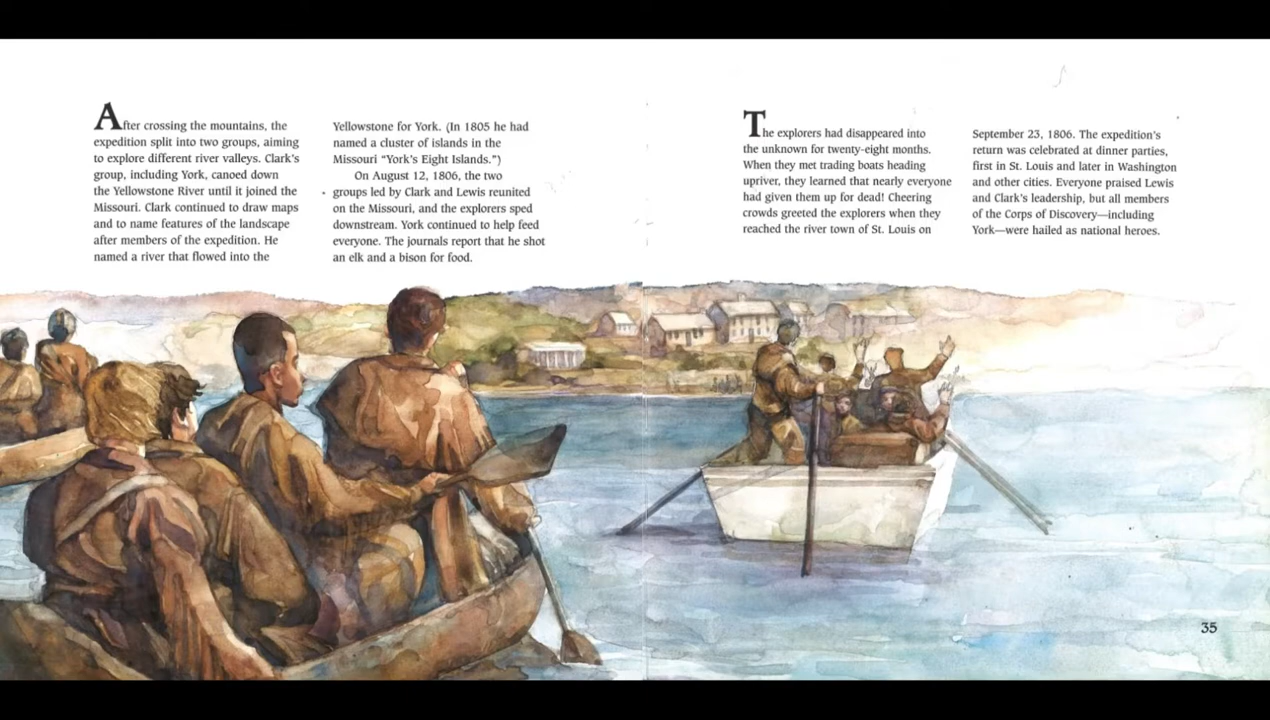 After crossing the mountains, the
expedition split into two groups, aiming
to explore different river valleys. Clark's
group, including York, canoed down
the Yellowstone River until it joined the
Missouri. Clark continued to draw maps
and to name features of the landscape
after members of the expedition. He
named a river that flowed into the
Yellowstone for York. (In 1805 he had
named a cluster of islands in the
Missouri “York's Eight Islands.”)
On August 12, 1806, the two
groups led by Clark and Lewis reunited
on the Missouri, and the explorers sped
downstream. York continued to help feed
everyone. The journals report that he shot
an elk and a bison for food.
The explorers had disappeared into
the unknown for twenty-eight months.
When they met trading boats heading
upriver, they learned that nearly everyone
had given them up for dead! Cheering
crowds greeted the explorers when they
reached the river town of St. Louis on
September 23, 1806. The expedition's
return was celebrated at dinner parties,
first in St. Louis and later in Washington
and other cities. Everyone praised Lewis
and Clark's leadership, but all members
of the Corps of Discovery—including
York—were hailed as national heroes.
35